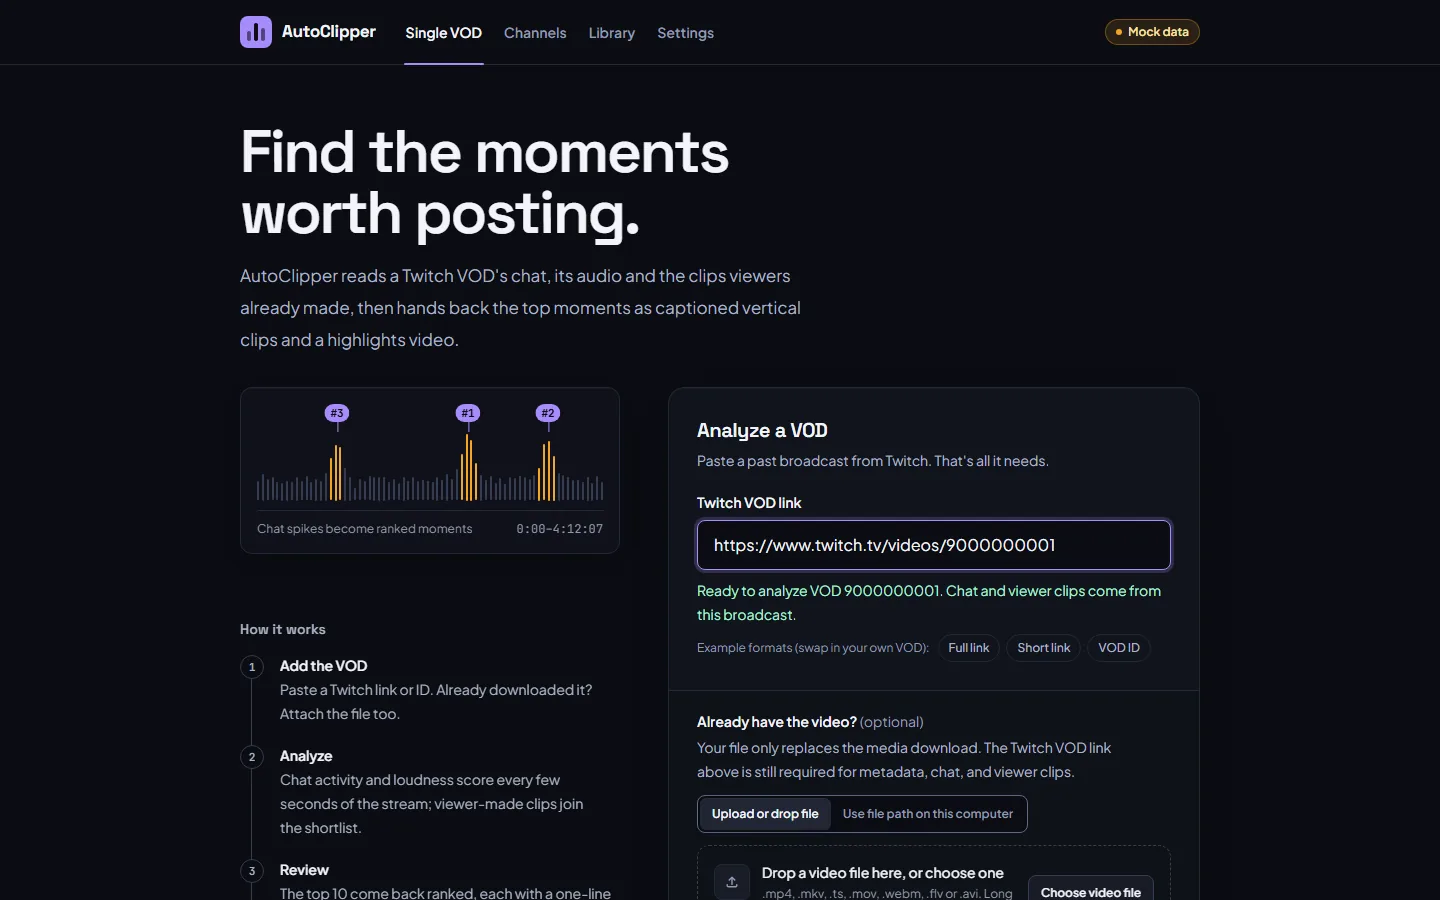 AutoClipper
Single VOD
Channels
Library
Settings
Mock data
Find the moments
worth posting.
AutoClipper reads a Twitch VOD's chat, its audio and the clips viewers
already made, then hands back the top moments as captioned vertical
clips and a highlights video.
#3
#1
#2
Chat spikes become ranked moments
0:00–4:12:07
How it works
1
Add the VOD
Paste a Twitch link or ID. Already downloaded it?
Attach the file too.
2
Analyze
Chat activity and loudness score every few
seconds of the stream; viewer-made clips join
the shortlist.
3
Review
The top 10 come back ranked, each with a one-line
Analyze a VOD
Paste a past broadcast from Twitch. That's all it needs.
Twitch VOD link
https://www.twitch.tv/videos/9000000001
Ready to analyze VOD 9000000001. Chat and viewer clips come from
this broadcast.
Example formats (swap in your own VOD):
Full link
Short link
VOD ID
Already have the video? (optional)
Your file only replaces the media download. The Twitch VOD link
above is still required for metadata, chat, and viewer clips.
Upload or drop file
Use file path on this computer
Drop a video file here, or choose one
.mp4, .mkv, .ts, .mov, .webm, .flv or .avi. Long
Choose video file